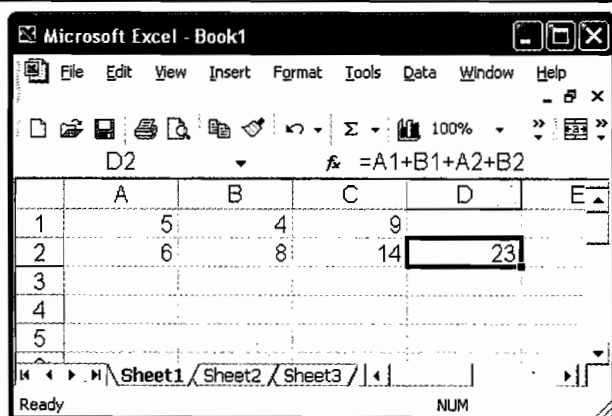 Microsoft Excel - Book1
File Edit View Insert Format Tools Data Window Help
Σ 100% » »
D2 fx =A1+B1+A2+B2
A B C D E
1 5 4 9
2 6 8 14 23
3
4
5
Sheet1 Sheet2 Sheet3
Ready NUM